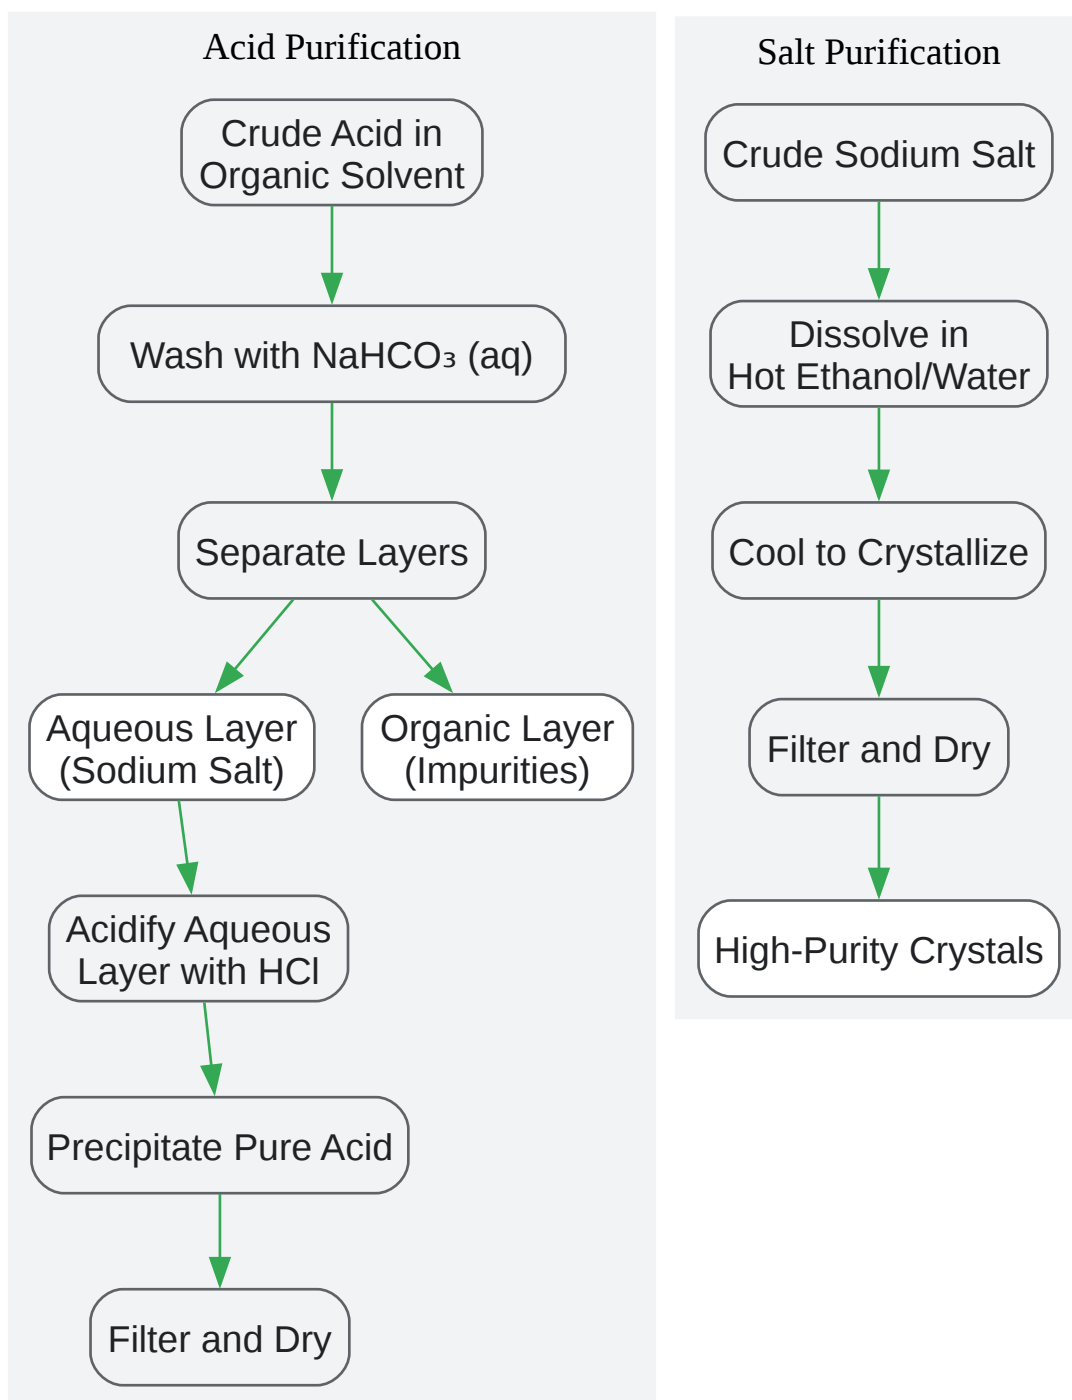 Acid Purification
Crude Acid in
Organic Solvent
Wash with NaHCO₃ (aq)
Separate Layers
Aqueous Layer
(Sodium Salt)
Organic Layer
(Impurities)
Acidify Aqueous
Layer with HCl
Precipitate Pure Acid
Filter and Dry
Salt Purification
Crude Sodium Salt
Dissolve in
Hot Ethanol/Water
Cool to Crystallize
Filter and Dry
High-Purity Crystals